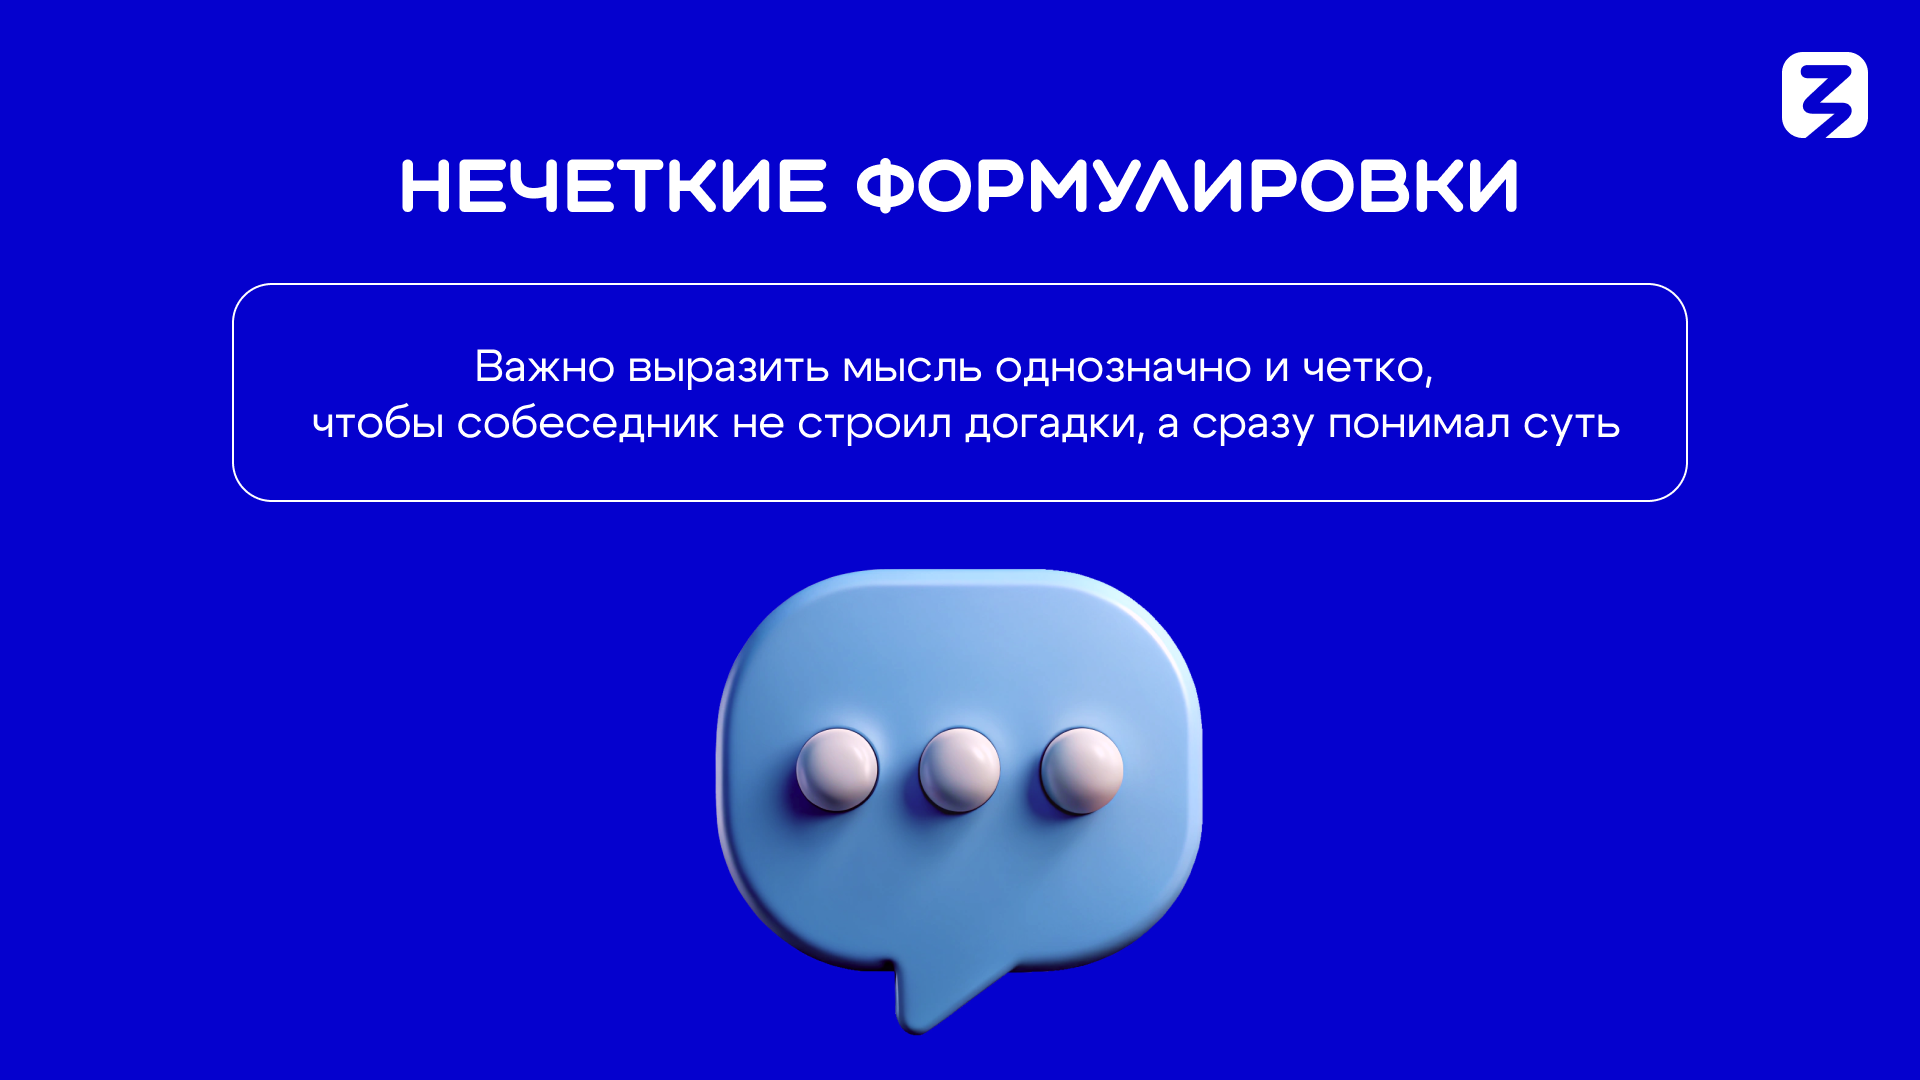 НЕЧЕТКИЕ ФОРМУЛИРОВКИ
Важно выразить мысль однозначно и четко,
чтобы собеседник не строил догадки, а сразу понимал суть